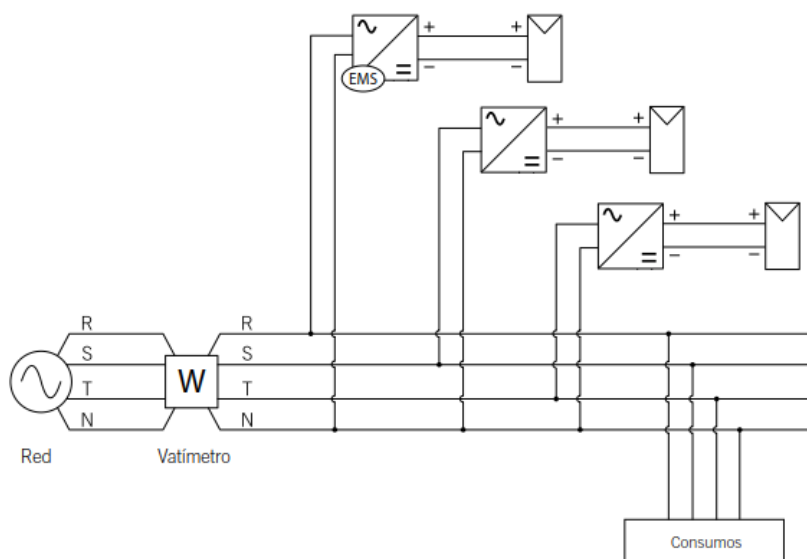 + +
EMS
− −
+ +
− −
+ +
− −
R R
S S
W
T T
N N
Red Vatímetro
Consumos